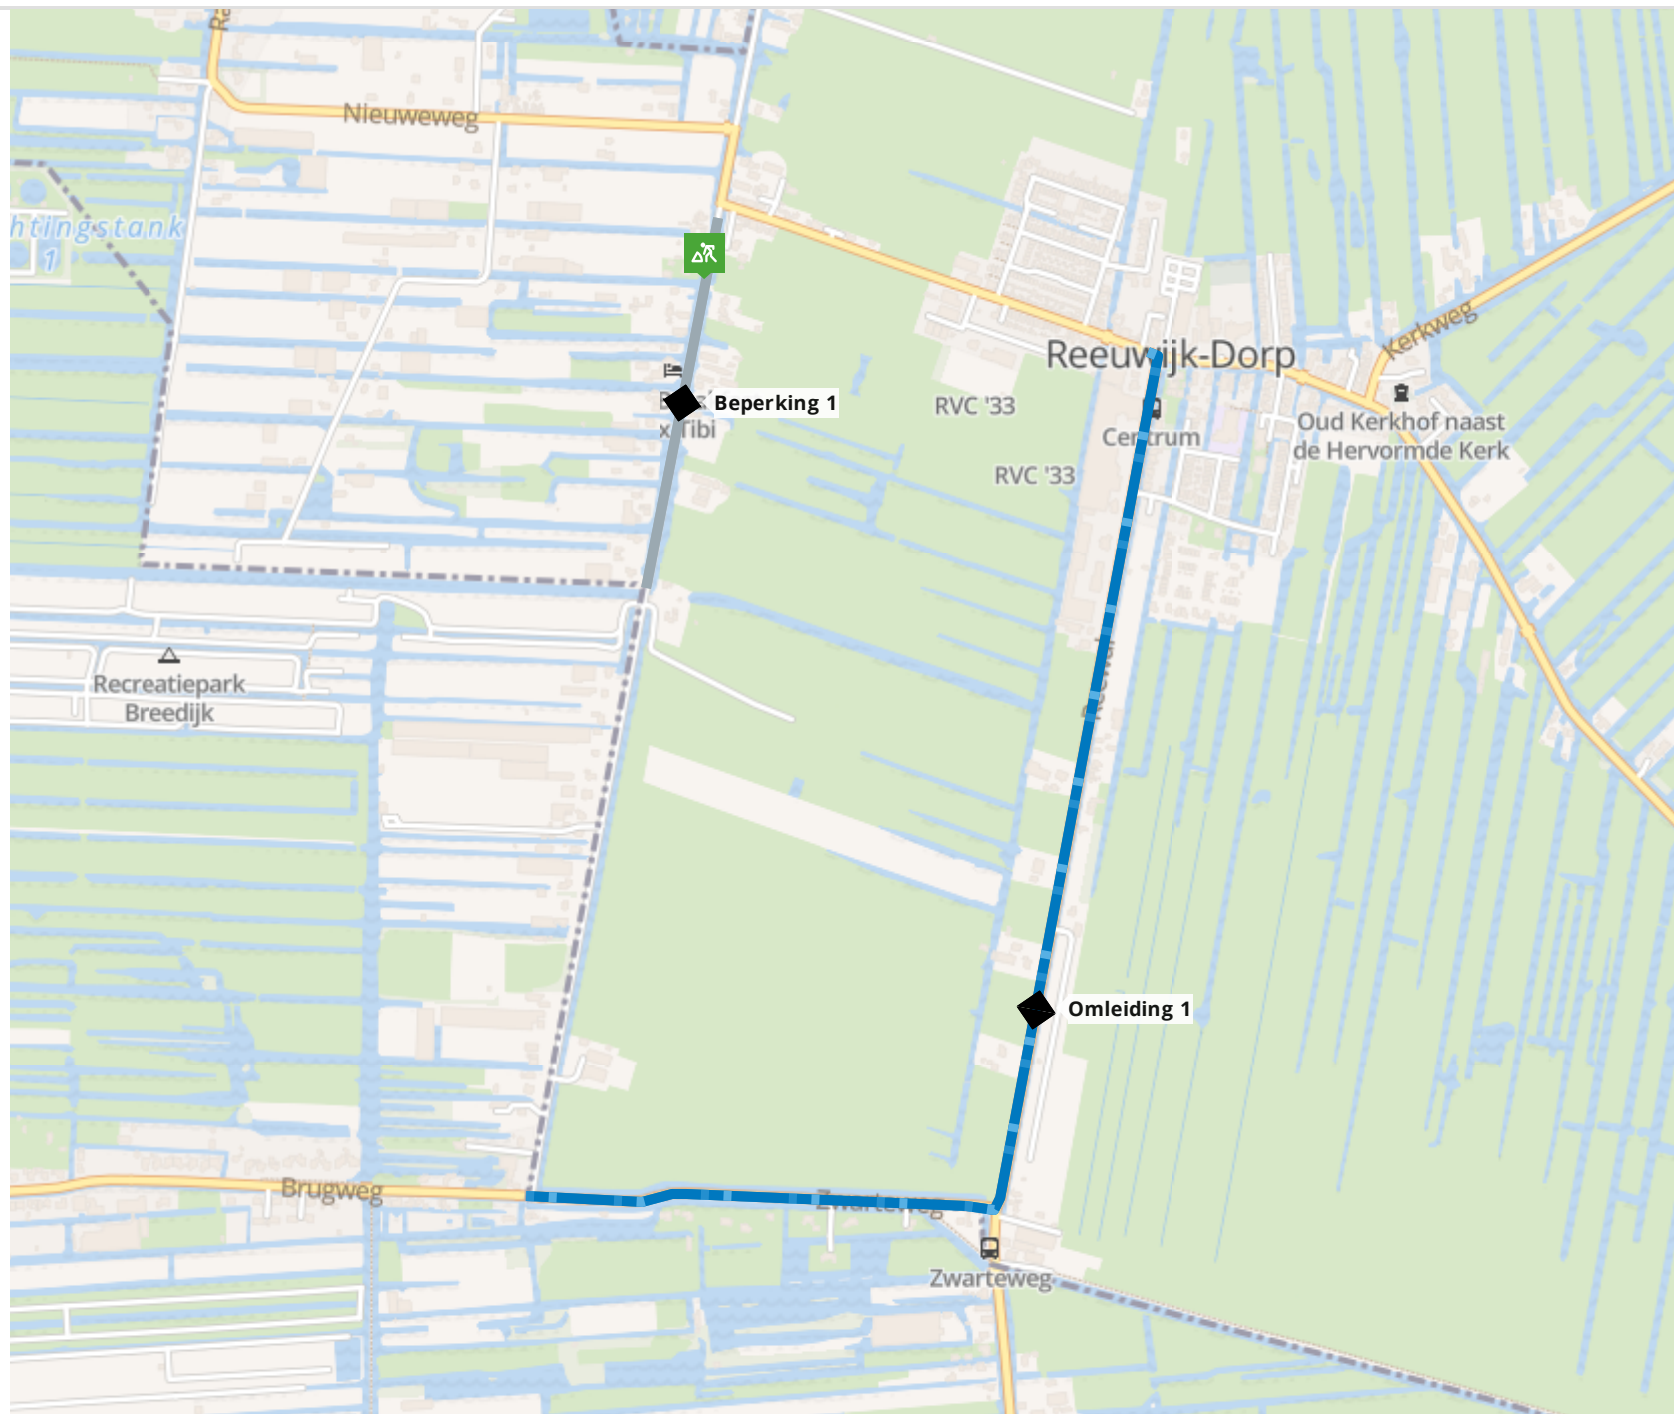 Nieuweweg
htingstank
1
Reeuwijk-Dorp
Kerkweg
Beperking 1
x Tibi
RVC '33
Centrum
Oud Kerkhof naast
de Hervormde Kerk
RVC '33
Recreatiepark
Breedijk
Omleiding 1
Brugweg
Zwarteweg
Zwarteweg